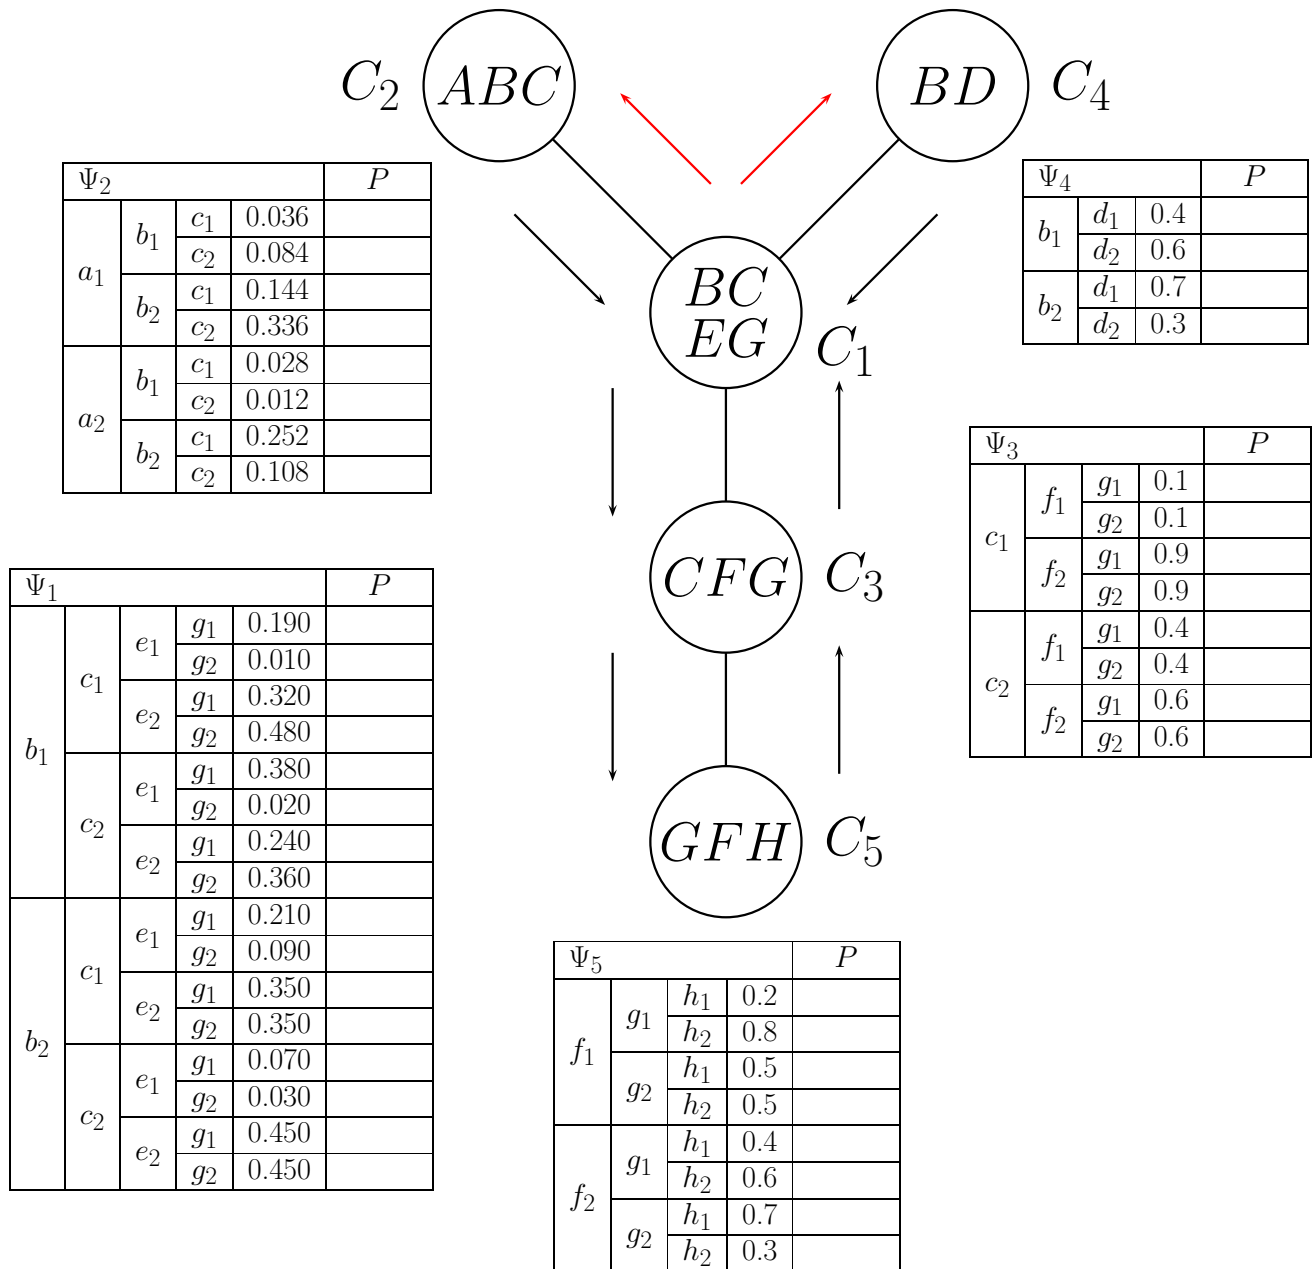 C2 ABC BD C4
Ψ2 P
a1 b1 c1 0.036
c2 0.084
b2 c1 0.144
c2 0.336
a2 b1 c1 0.028
c2 0.012
b2 c1 0.252
c2 0.108
Ψ4 P
b1 d1 0.4
d2 0.6
b2 d1 0.7
d2 0.3
BC
EG
C1
Ψ3 P
c1 f1 g1 0.1
g2 0.1
f2 g1 0.9
g2 0.9
c2 f1 g1 0.4
g2 0.4
f2 g1 0.6
g2 0.6
CFG C3
Ψ1 P
b1 c1 e1 g1 0.190
g2 0.010
e2 g1 0.320
g2 0.480
c2 e1 g1 0.380
g2 0.020
e2 g1 0.240
g2 0.360
b2 c1 e1 g1 0.210
g2 0.090
e2 g1 0.350
g2 0.350
c2 e1 g1 0.070
g2 0.030
e2 g1 0.450
g2 0.450
GFH C5
Ψ5 P
f1 g1 h1 0.2
h2 0.8
g2 h1 0.5
h2 0.5
f2 g1 h1 0.4
h2 0.6
g2 h1 0.7
h2 0.3